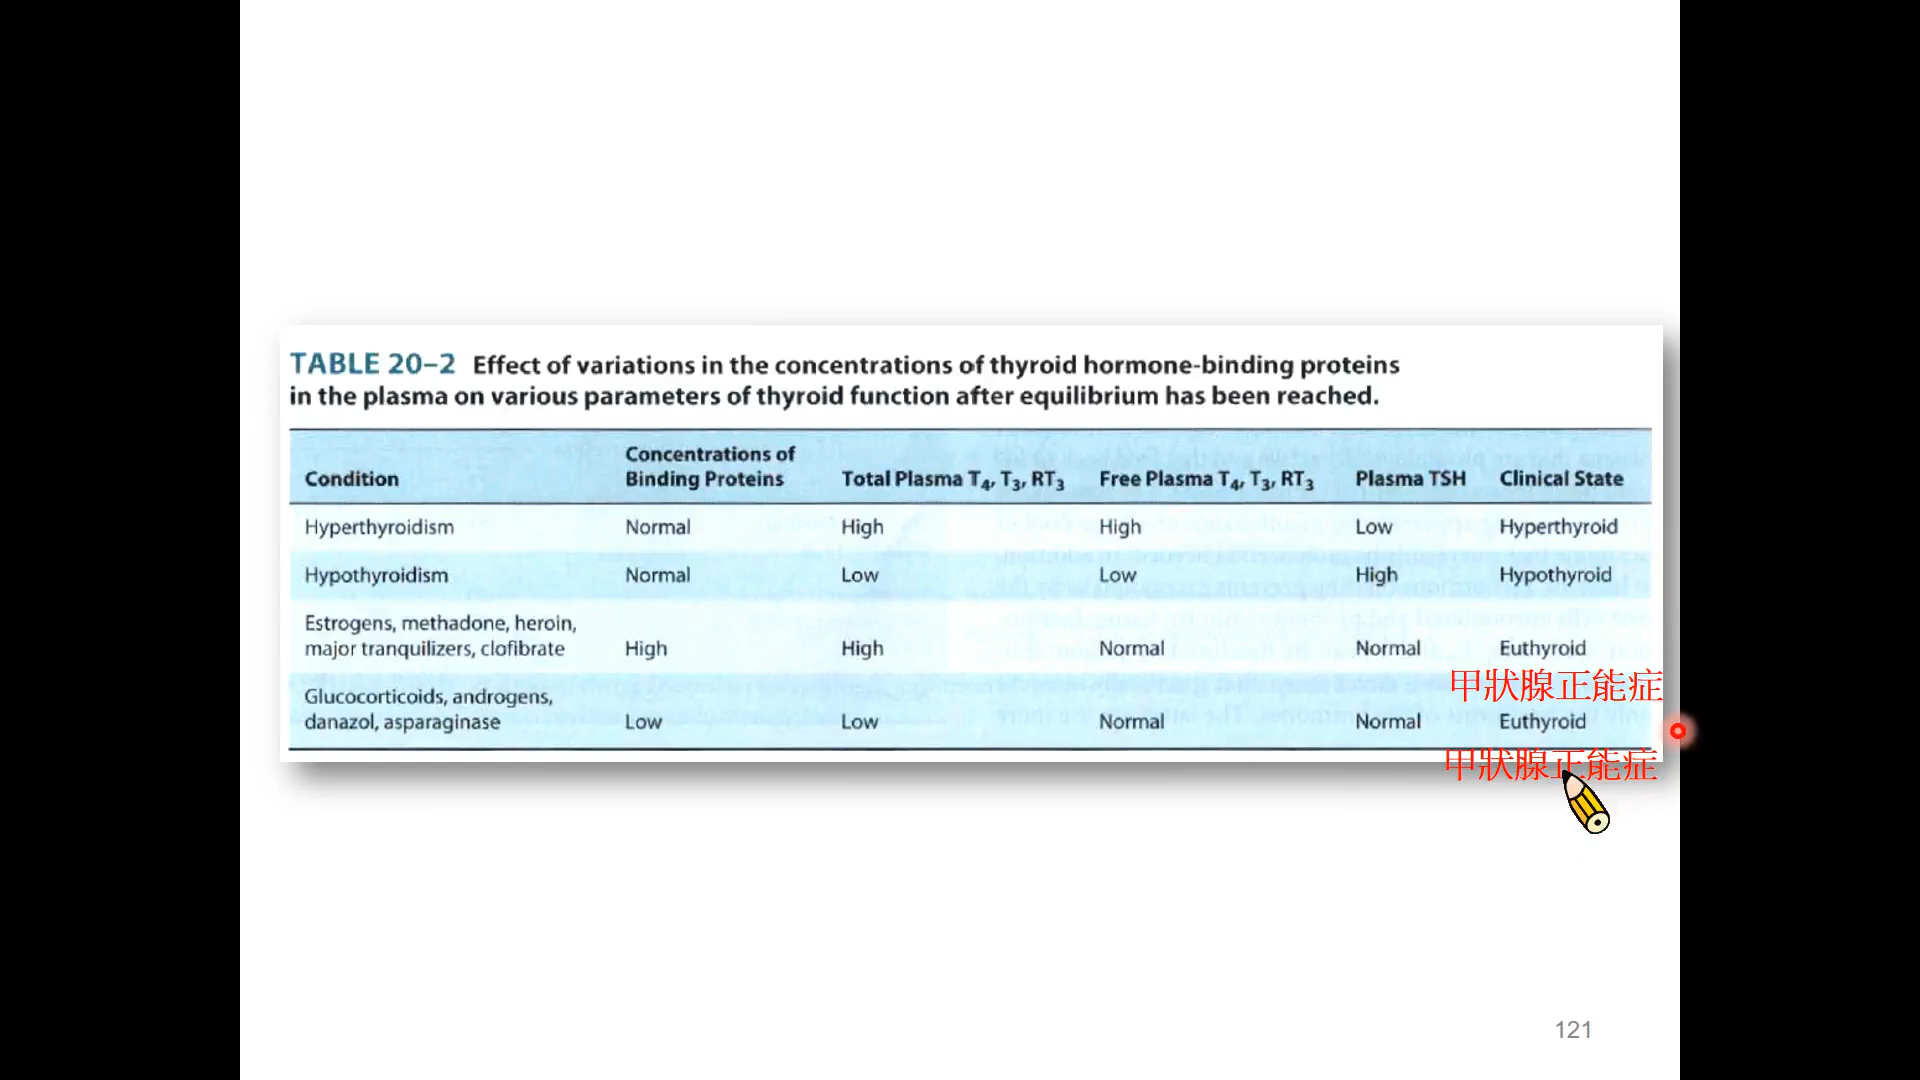 TABLE 20–2 Effect of variations in the concentrations of thyroid hormone-binding proteins
in the plasma on various parameters of thyroid function after equilibrium has been reached.
Condition Concentrations of Binding Proteins Total Plasma T4, T3, RT3 Free Plasma T4, T3, RT3 Plasma TSH Clinical State
Hyperthyroidism Normal High High Low Hyperthyroid
Hypothyroidism Normal Low Low High Hypothyroid
Estrogens, methadone, heroin,
major tranquilizers, clofibrate High High Normal Normal Euthyroid
甲狀腺正能症
Glucocorticoids, androgens,
danazol, asparaginase Low Low Normal Normal Euthyroid
甲狀腺正能症
121